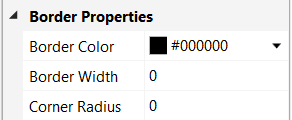 Border Properties
Border Color #000000
Border Width 0
Corner Radius 0